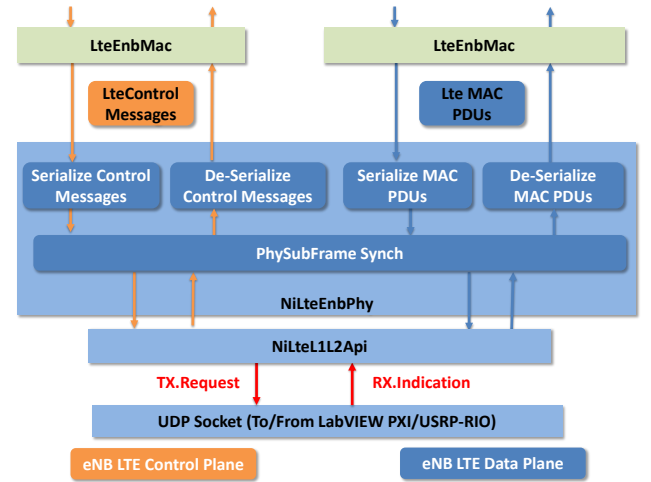 LteEnbMac
LteEnbMac
LteControl
Messages
Lte MAC
PDUs
Serialize Control
Messages
De-Serialize
Control Messages
Serialize MAC
PDUs
De-Serialize
MAC PDUs
PhySubFrame Synch
NiLteEnbPhy
NiLteL1L2Api
TX.Request
RX.Indication
UDP Socket (To/From LabVIEW PXI/USRP-RIO)
eNB LTE Control Plane
eNB LTE Data Plane